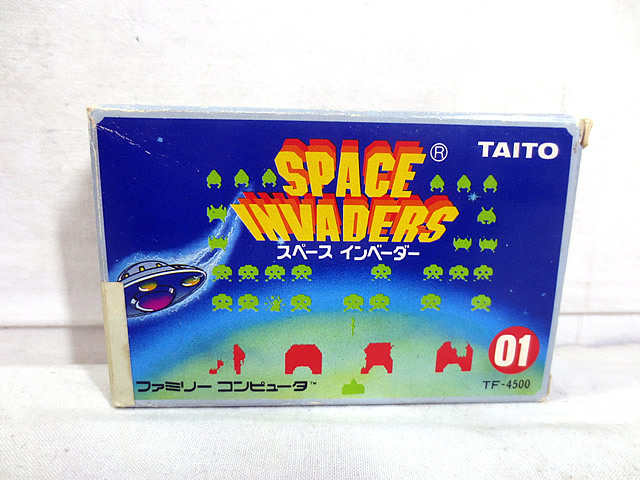 TAITO
SPACE®
INVADERS
スペース インベーダー
01
TF-4500
ファミリー コンピュータ™